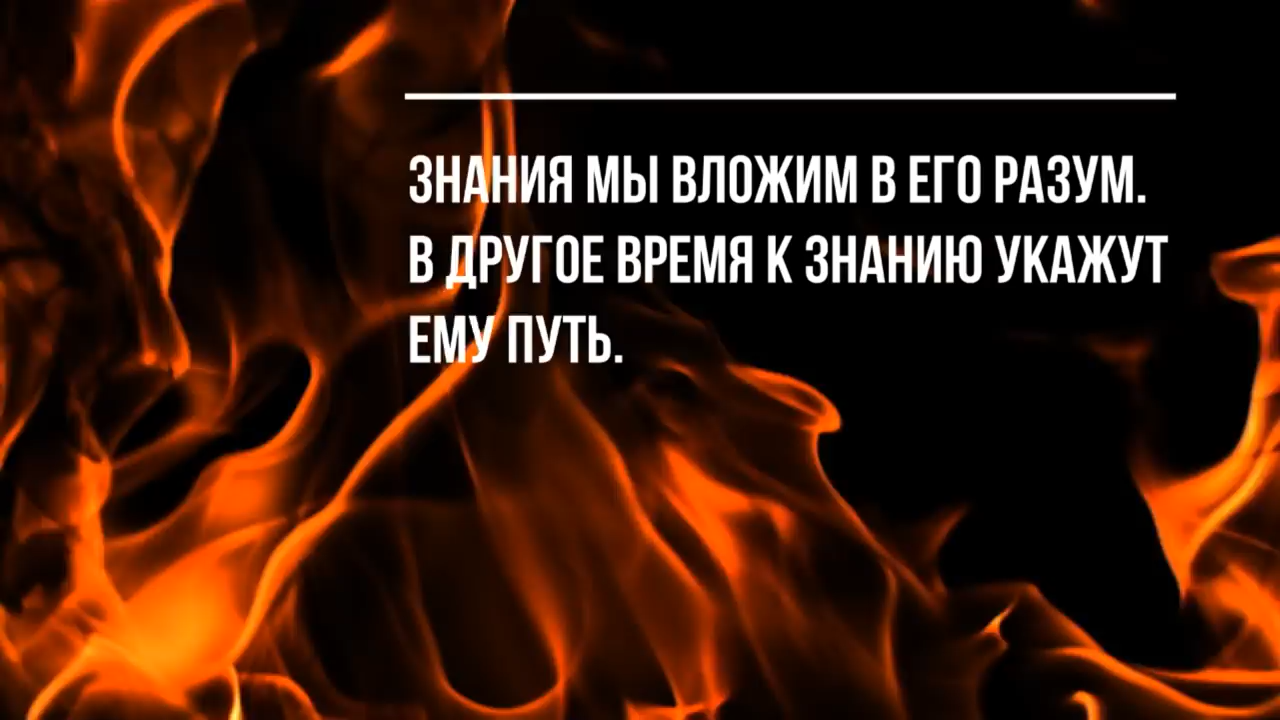 ЗНАНИЯ МЫ ВЛОЖИМ В ЕГО РАЗУМ.
В ДРУГОЕ ВРЕМЯ К ЗНАНИЮ УКАЖУТ
ЕМУ ПУТЬ.